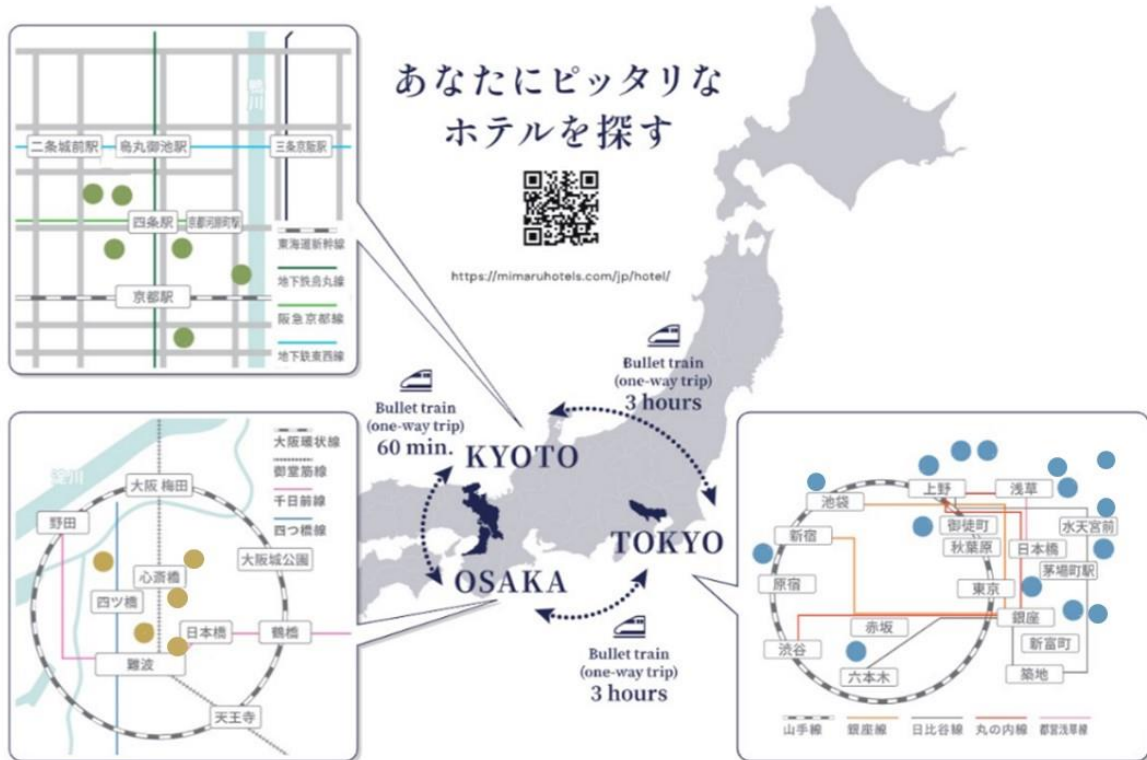 あなたにピッタリな
ホテルを探す
https://mimaruhotels.com/jp/hotel/
鴨川
二条城前駅
烏丸御池駅
三条京阪駅
四条駅
京都河原町駅
京都駅
東海道新幹線
地下鉄烏丸線
阪急京都線
地下鉄東西線
Bullet train
(one-way trip)
3 hours
Bullet train
(one-way trip)
60 min.
KYOTO
TOKYO
OSAKA
Bullet train
(one-way trip)
3 hours
淀川
大阪 梅田
野田
心斎橋
大阪城公園
四ツ橋
日本橋
鶴橋
難波
天王寺
大阪環状線
御堂筋線
千日前線
四つ橋線
池袋
上野
浅草
新宿
御徒町
水天宮前
秋葉原
日本橋
茅場町駅
原宿
東京
銀座
赤坂
新富町
渋谷
六本木
築地
山手線
銀座線
日比谷線
丸の内線
都営浅草線